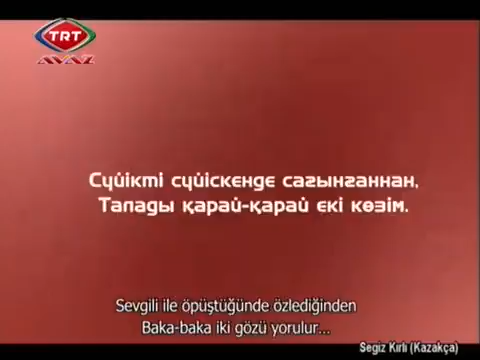 TRT
AVAZ
Сүйікті сүйіскенде сағынғаннан,
Талады қарай-қарай екі көзім.
Sevgili ile öpüştüğünde özlediğinden
Baka-baka iki gözü yorulur...
Segiz Kırlı (Kazakça)